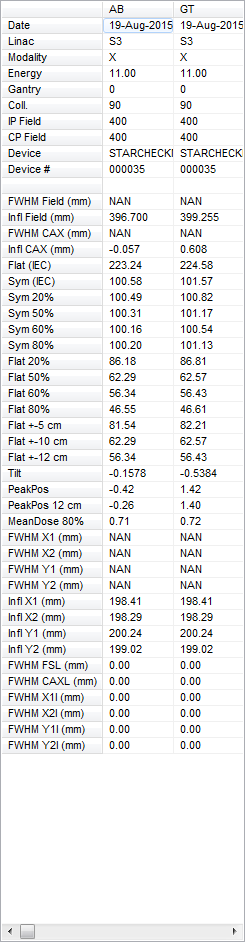 AB GT
Date 19-Aug-2015 19-Aug-2015
Linac S3 S3
Modality X X
Energy 11.00 11.00
Gantry 0 0
Coll. 90 90
IP Field 400 400
CP Field 400 400
Device STARCHECKI STARCHECKI
Device # 000035 000035
FWHM Field (mm) NAN NAN
Infl Field (mm) 396.700 399.255
FWHM CAX (mm) NAN NAN
Infl CAX (mm) -0.057 0.608
Flat (IEC) 223.24 224.58
Sym (IEC) 100.58 101.57
Sym 20% 100.49 100.82
Sym 50% 100.31 101.17
Sym 60% 100.16 100.54
Sym 80% 100.20 101.13
Flat 20% 86.18 86.81
Flat 50% 62.29 62.57
Flat 60% 56.34 56.43
Flat 80% 46.55 46.61
Flat +-5 cm 81.54 82.21
Flat +-10 cm 62.29 62.57
Flat +-12 cm 56.34 56.43
Tilt -0.1578 -0.5384
PeakPos -0.42 1.42
PeakPos 12 cm -0.26 1.40
MeanDose 80% 0.71 0.72
FWHM X1 (mm) NAN NAN
FWHM X2 (mm) NAN NAN
FWHM Y1 (mm) NAN NAN
FWHM Y2 (mm) NAN NAN
Infl X1 (mm) 198.41 198.41
Infl X2 (mm) 198.29 198.29
Infl Y1 (mm) 200.24 200.24
Infl Y2 (mm) 199.02 199.02
FWHM FSL (mm) 0.00 0.00
FWHM CAXL (mm) 0.00 0.00
FWHM X1l (mm) 0.00 0.00
FWHM X2l (mm) 0.00 0.00
FWHM Y1l (mm) 0.00 0.00
FWHM Y2l (mm) 0.00 0.00